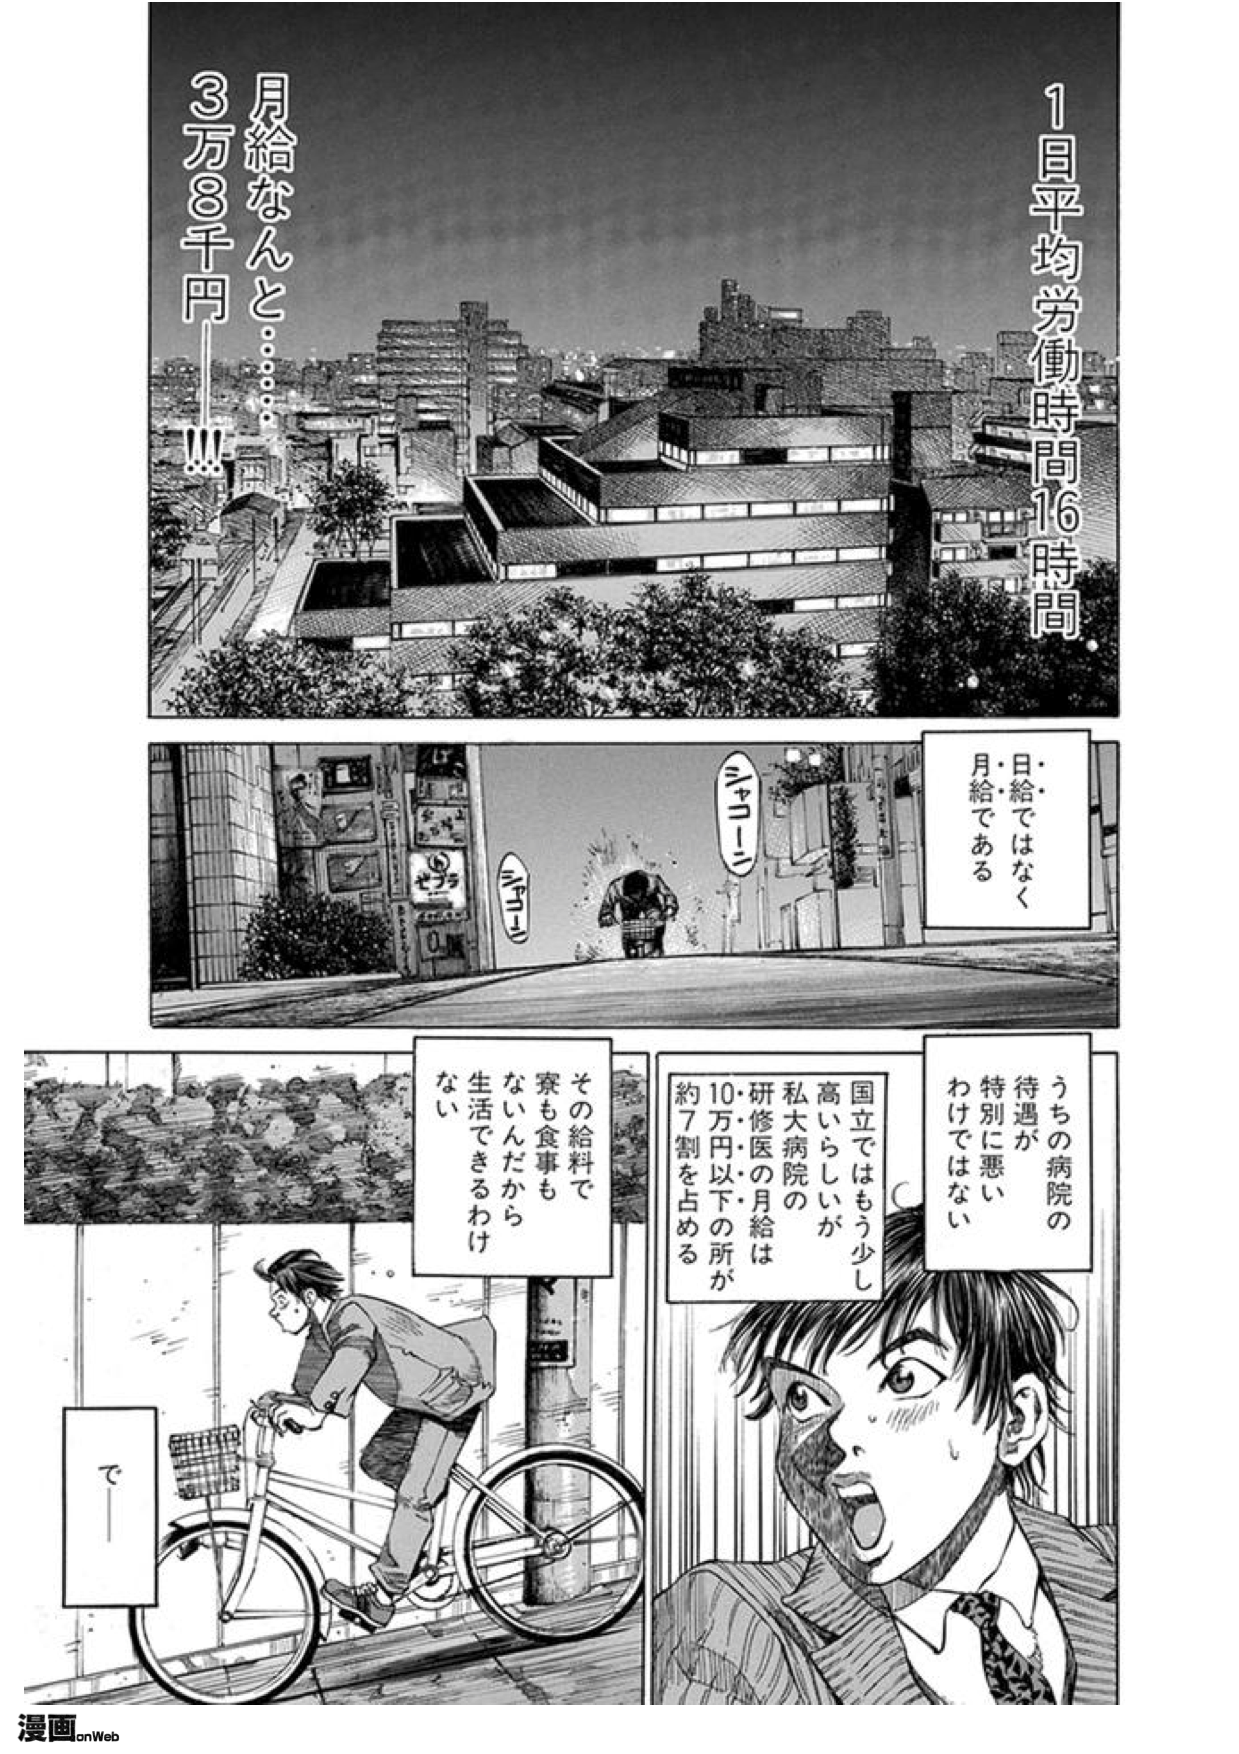 １日平均労働時間16時間
月給なんと………
３万８千円――!!!
日給ではなく
月給である
シャコーン
シャコーン
ゼブラ
うちの病院の
待遇が
特別に悪い
わけではない
国立ではもう少し
高いらしいが
私大病院の
研修医の月給は
10万円以下の所が
約７割を占める
その給料で
寮も食事も
ないんだから
生活できるわけ
ない
で――
漫画onWeb